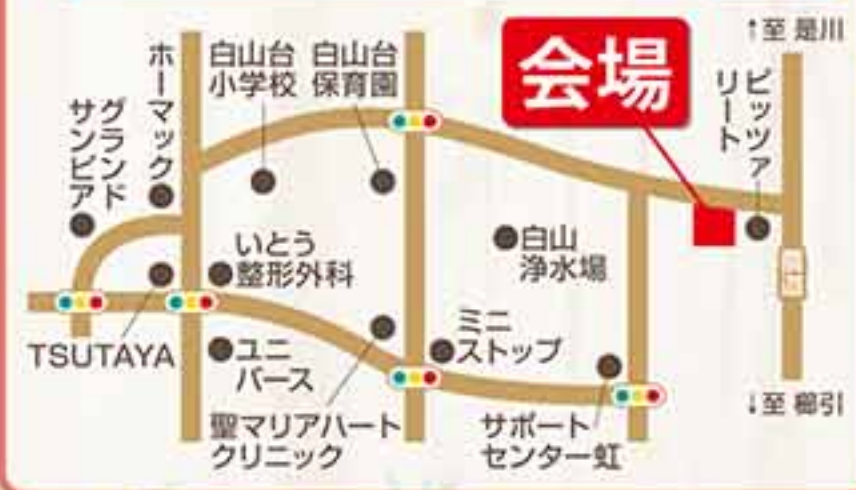 ↑至 是川
会場
白山台
小学校
白山台
保育園
ホーマック
グランド
サンピア
ピッツァ
リート
いとう
整形外科
白山
浄水場
TSUTAYA
ユニ
バース
ミニ
ストップ
聖マリアハート
クリニック
サポート
センター虹
↓至 櫛引